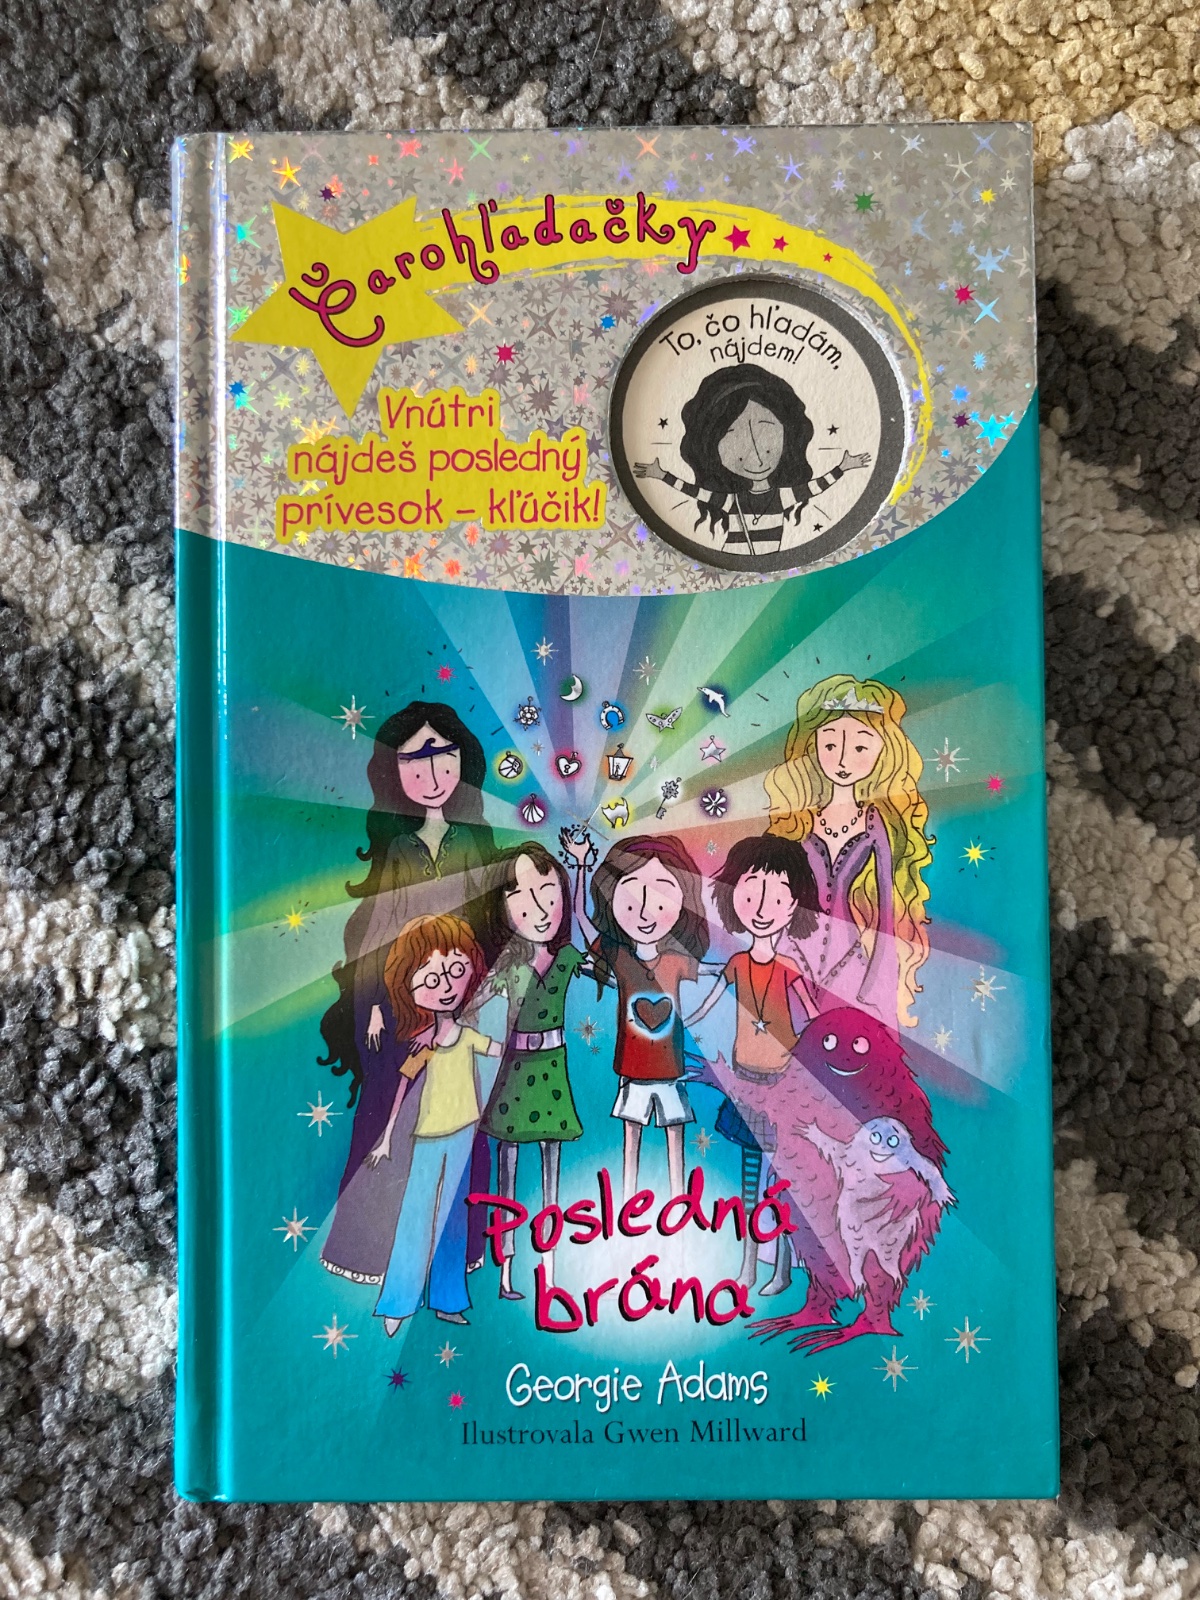 Čarohľadačky
To, čo hľadám,
nájdem!
Vnútri
nájdeš posledný
prívesok – kľúčik!
Posledná
brána
Georgie Adams
Ilustrovala Gwen Millward